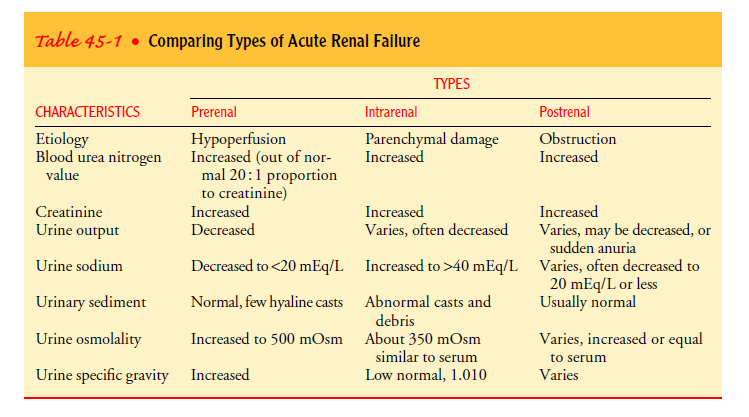 Table 45-1 • Comparing Types of Acute Renal Failure
TYPES
CHARACTERISTICS Prerenal Intrarenal Postrenal
Etiology Hypoperfusion Parenchymal damage Obstruction
Blood urea nitrogen Increased (out of nor- Increased Increased
value mal 20:1 proportion
to creatinine)
Creatinine Increased Increased Increased
Urine output Decreased Varies, often decreased Varies, may be decreased, or
sudden anuria
Urine sodium Decreased to <20 mEq/L Increased to >40 mEq/L Varies, often decreased to
20 mEq/L or less
Urinary sediment Normal, few hyaline casts Abnormal casts and Usually normal
debris
Urine osmolality Increased to 500 mOsm About 350 mOsm Varies, increased or equal
similar to serum to serum
Urine specific gravity Increased Low normal, 1.010 Varies